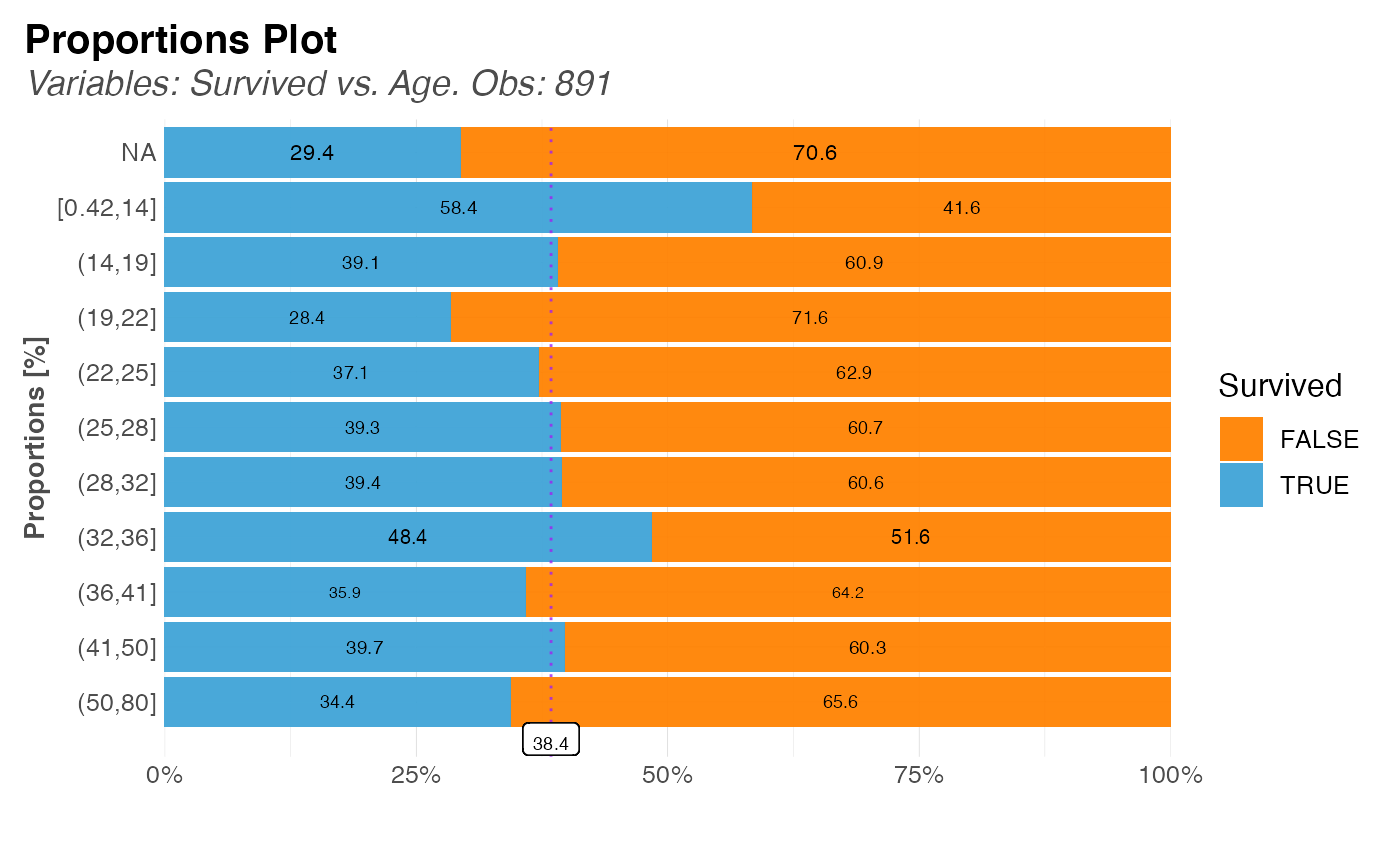 Proportions Plot
Variables: Survived vs. Age. Obs: 891
Proportions [%]
NA 29.4 70.6
[0.42,14] 58.4 41.6
(14,19] 39.1 60.9
(19,22] 28.4 71.6
(22,25] 37.1 62.9
(25,28] 39.3 60.7
(28,32] 39.4 60.6
(32,36] 48.4 51.6
(36,41] 35.9 64.2
(41,50] 39.7 60.3
(50,80] 34.4 65.6
38.4
0% 25% 50% 75% 100%
Survived
FALSE
TRUE